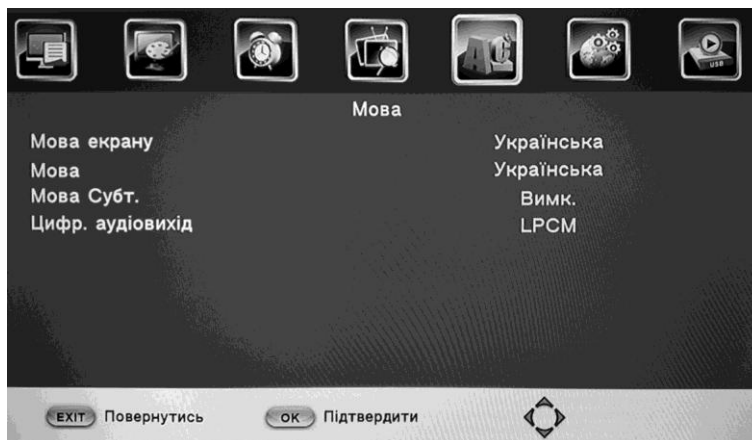 USB
Мова
Мова екрану Українська
Мова Українська
Мова Субт. Вимк.
Цифр. аудіовихід LPCM
EXIT Повернутись OK Підтвердити